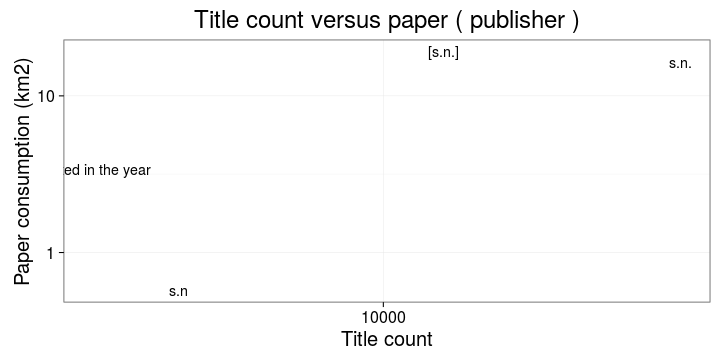 Title count versus paper ( publisher )
[s.n.]
s.n.
10
ed in the year
1
s.n
10000
Title count
Paper consumption (km2)